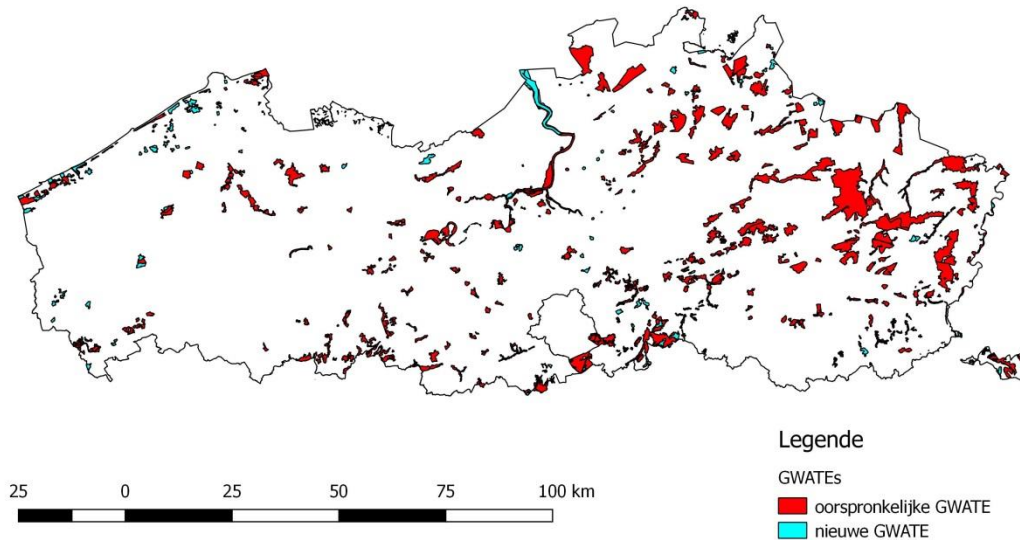 Legende
GWATEs
oorspronkelijke GWATE
nieuwe GWATE
25 0 25 50 75 100 km